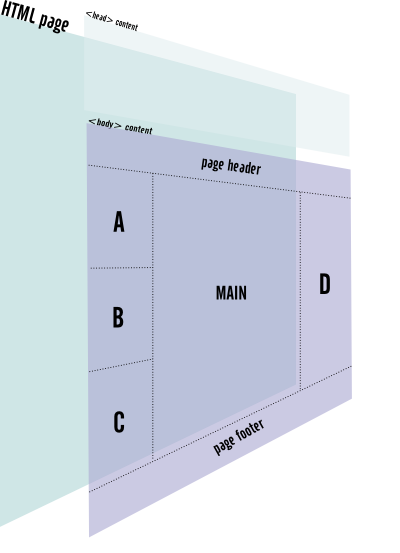 HTML page
<head> content
<body> content
page header
A
B
C
MAIN
D
page footer